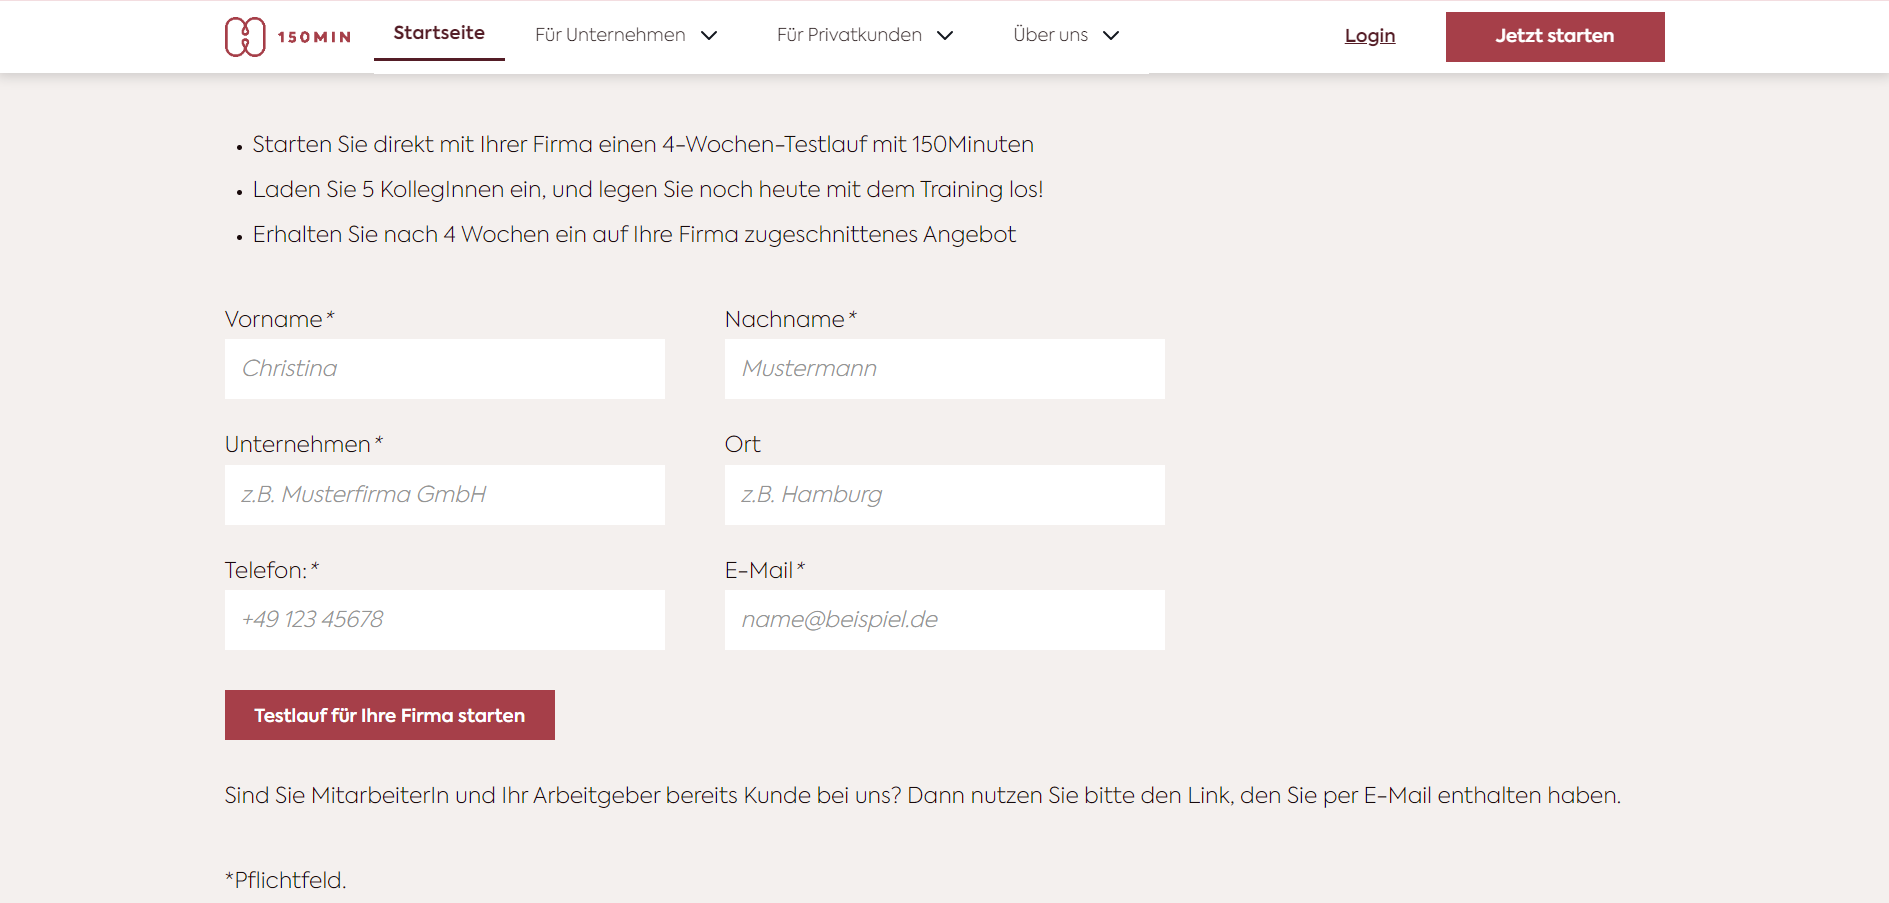 150MIN Startseite Für Unternehmen Für Privatkunden Über uns Login Jetzt starten
• Starten Sie direkt mit Ihrer Firma einen 4-Wochen-Testlauf mit 150Minuten
• Laden Sie 5 KollegInnen ein, und legen Sie noch heute mit dem Training los!
• Erhalten Sie nach 4 Wochen ein auf Ihre Firma zugeschnittenes Angebot
Vorname* Nachname*
Christina Mustermann
Unternehmen* Ort
z.B. Musterfirma GmbH z.B. Hamburg
Telefon:* E-Mail*
+49 123 45678 name@beispiel.de
Testlauf für Ihre Firma starten
Sind Sie MitarbeiterIn und Ihr Arbeitgeber bereits Kunde bei uns? Dann nutzen Sie bitte den Link, den Sie per E-Mail enthalten haben.
*Pflichtfeld.